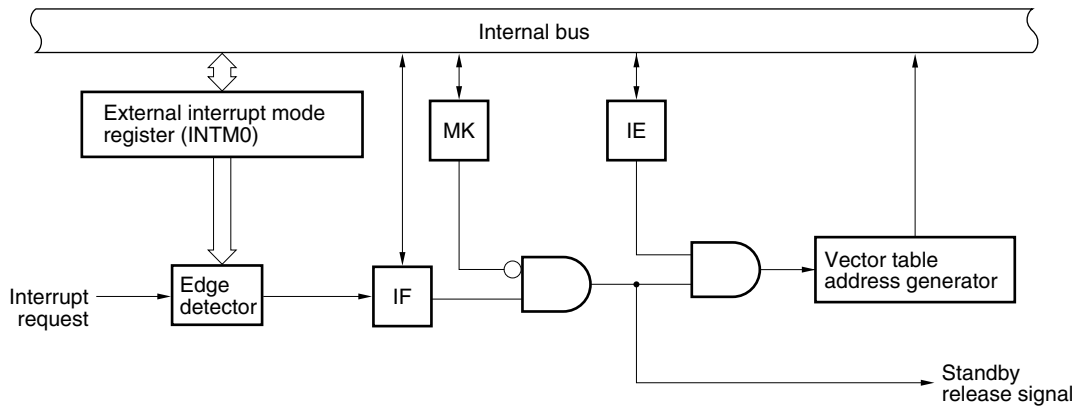 Internal bus
External interrupt mode
register (INTM0)
MK
IE
Interrupt
request
Edge
detector
IF
Vector table
address generator
Standby
release signal